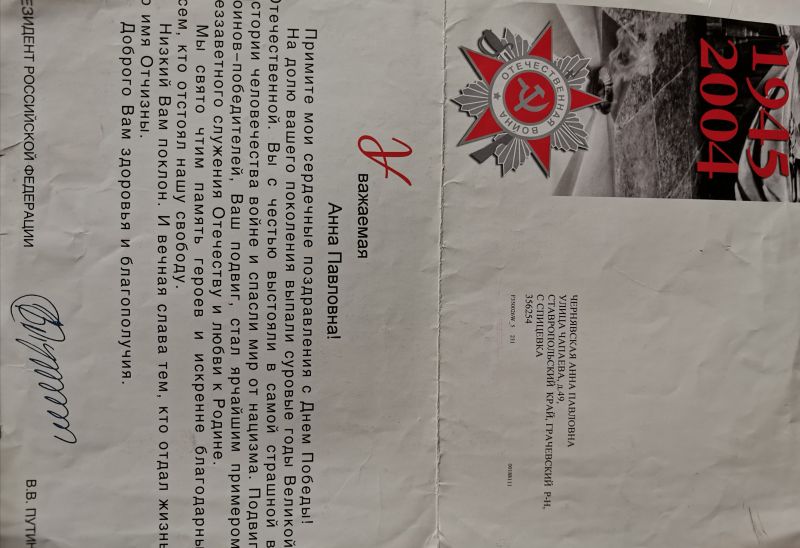 1945
2004
ОТЕЧЕСТВЕННАЯ ВОЙНА
ЧЕРНЯВСКАЯ АННА ПАВЛОВНА
УЛИЦА ЧАПАЕВА, д.49,
СТАВРОПОЛЬСКИЙ КРАЙ, ГРАЧЕВСКИЙ Р-Н,
С СПИЦЕВКА
356254
Уважаемая
Анна Павловна!
Примите мои сердечные поздравления с Днем Победы!
На долю вашего поколения выпали суровые годы Великой
Отечественной. Вы с честью выстояли в самой страшной в
истории человечества войне и спасли мир от нацизма. Подвиг
воинов–победителей, Ваш подвиг, стал ярчайшим примером
беззаветного служения Отечеству и любви к Родине.
Мы свято чтим память героев и искренне благодарны
всем, кто отстоял нашу свободу.
Низкий Вам поклон. И вечная слава тем, кто отдал жизнь
во имя Отчизны.
Доброго Вам здоровья и благополучия.
ЕЗИДЕНТ РОССИЙСКОЙ ФЕДЕРАЦИИ
В.В. ПУТИН